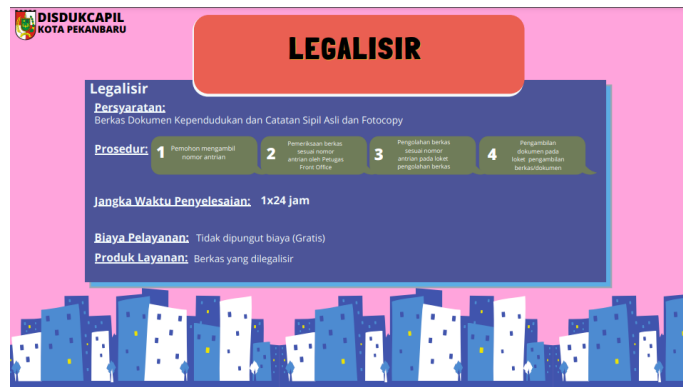 DISDUKCAPIL
KOTA PEKANBARU
LEGALISIR
Legalisir
Persyaratan:
Berkas Dokumen Kependudukan dan Catatan Sipil Asli dan Fotocopy
Prosedur:
1 Pemohon mengambil
nomor antrian
2 Pemeriksaan berkas
sesuai nomor
antrian oleh Petugas
Front Office
3 Pengolahan berkas
sesuai nomor
antrian pada loket
pengolahan berkas
4 Pengambilan
dokumen pada
loket pengambilan
berkas/dokumen
Jangka Waktu Penyelesaian: 1x24 jam
Biaya Pelayanan: Tidak dipungut biaya (Gratis)
Produk Layanan: Berkas yang dilegalisir